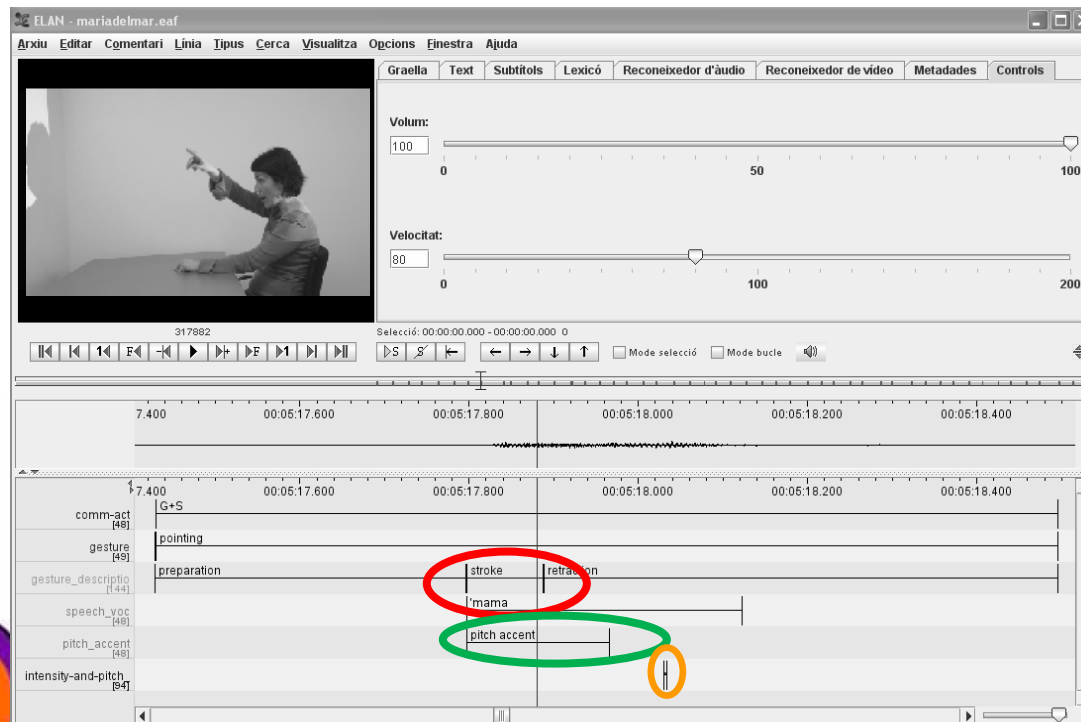 ELAN - mariadelmar.eaf
Arxiu Editar Comentari Línia Tipus Cerca Visualitza Opcions Finestra Ajuda
Graella Text Subtítols Lexicó Reconeixedor d'àudio Reconeixedor de vídeo Metadades Controls
Volum:
100
0 50 100
Velocitat:
80
0 100 200
317882
Selecció: 00:00:00.000 - 00:00:00.000 0
1 F F 1 S S Mode selecció Mode bucle
7.400 00:05:17.600 00:05:17.800 00:05:18.000 00:05:18.200 00:05:18.400
7.400 00:05:17.600 00:05:17.800 00:05:18.000 00:05:18.200 00:05:18.400
comm-act G+S
[48]
gesture pointing
[49]
gesture_descriptio preparation stroke retraction
[144]
speech_voc 'mama
[48]
pitch_accent pitch accent
[48]
intensity-and-pitch_
[94]